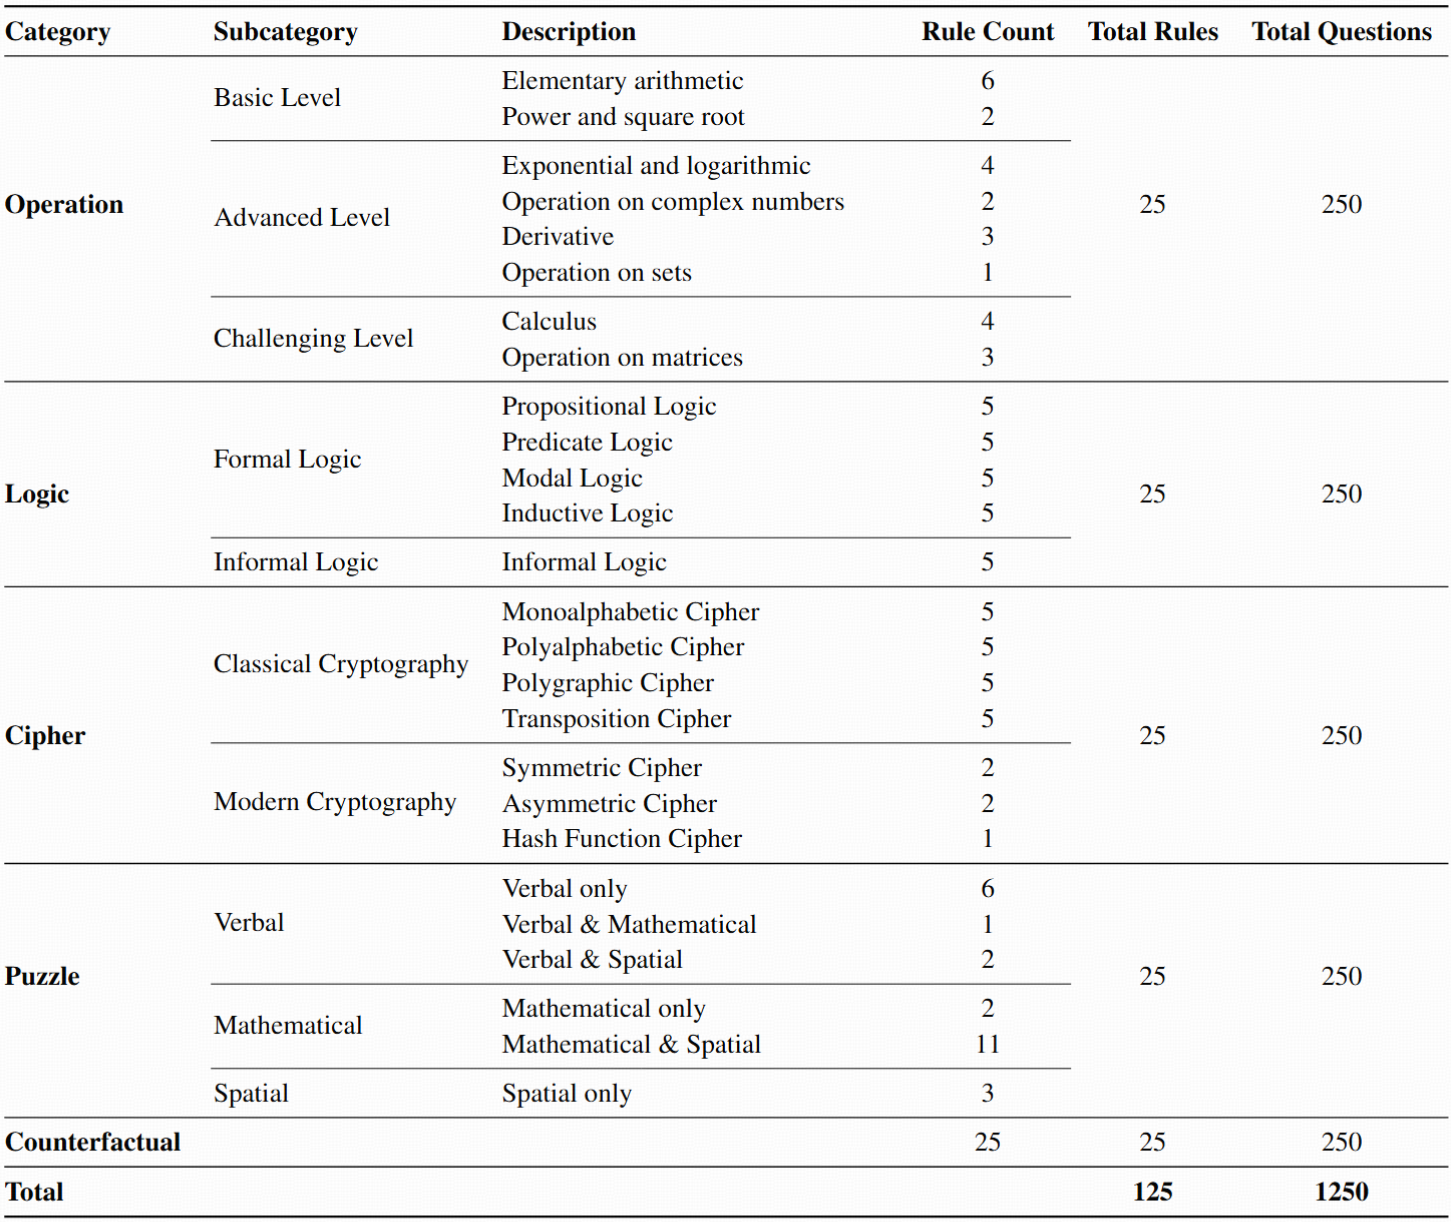 Category Subcategory Description Rule Count Total Rules Total Questions
Elementary arithmetic 6
Basic Level
Power and square root 2
Exponential and logarithmic 4
Operation Operation on complex numbers 2 25 250
Advanced Level
Derivative 3
Operation on sets 1
Calculus 4
Challenging Level
Operation on matrices 3
Propositional Logic 5
Predicate Logic 5
Formal Logic
Modal Logic 5
Logic 25 250
Inductive Logic 5
Informal Logic Informal Logic 5
Monoalphabetic Cipher 5
Polyalphabetic Cipher 5
Classical Cryptography
Polygraphic Cipher 5
Transposition Cipher 5
Cipher 25 250
Symmetric Cipher 2
Modern Cryptography Asymmetric Cipher 2
Hash Function Cipher 1
Verbal only 6
Verbal Verbal & Mathematical 1
Verbal & Spatial 2
Puzzle 25 250
Mathematical only 2
Mathematical
Mathematical & Spatial 11
Spatial Spatial only 3
Counterfactual 25 25 250
Total 125 1250